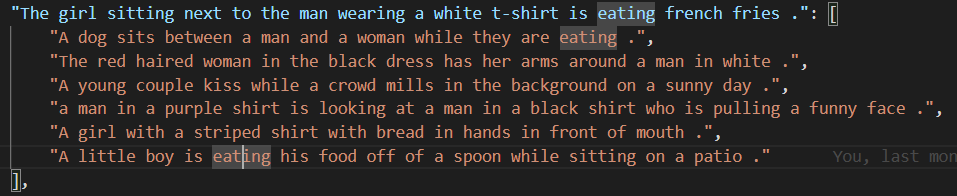 "The girl sitting next to the man wearing a white t-shirt is eating french fries .": [
"A dog sits between a man and a woman while they are eating .",
"The red haired woman in the black dress has her arms around a man in white .",
"A young couple kiss while a crowd mills in the background on a sunny day .",
"a man in a purple shirt is looking at a man in a black shirt who is pulling a funny face .",
"A girl with a striped shirt with bread in hands in front of mouth .",
"A little boy is eating his food off of a spoon while sitting on a patio ." You, last
],